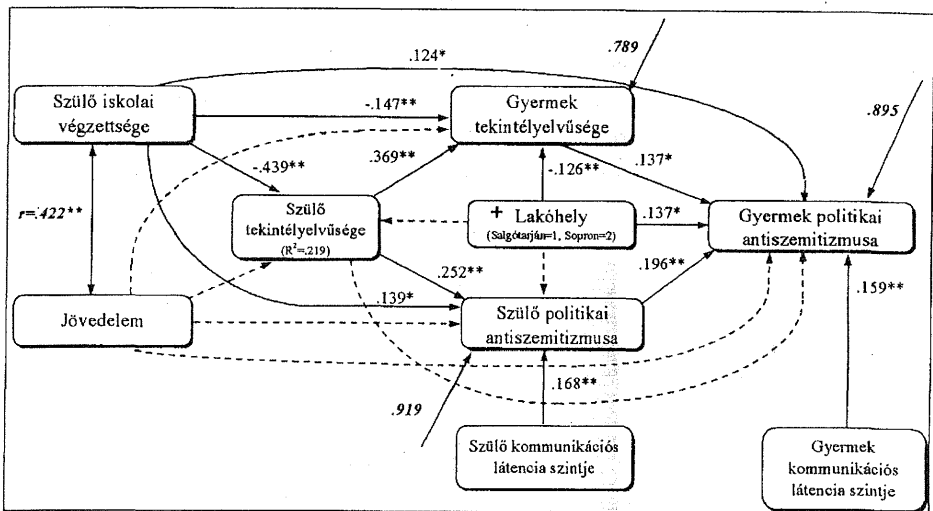 .789
.124*
Szülő iskolai
végzettsége
-.147**
Gyermek
tekintélyelvűsége
.895
-.439**
.369**
.137*
-.126**
r=.422**
Szülő
tekintélyelvűsége
(R²=.219)
+ Lakóhely
(Salgótarján=1, Sopron=2)
.137*
Gyermek politikai
antiszemitizmusa
.252**
.196**
.139*
.159**
Jövedelem
Szülő politikai
antiszemitizmusa
.168**
.919
Szülő kommunikációs
látencia szintje
Gyermek
kommunikációs
látencia szintje